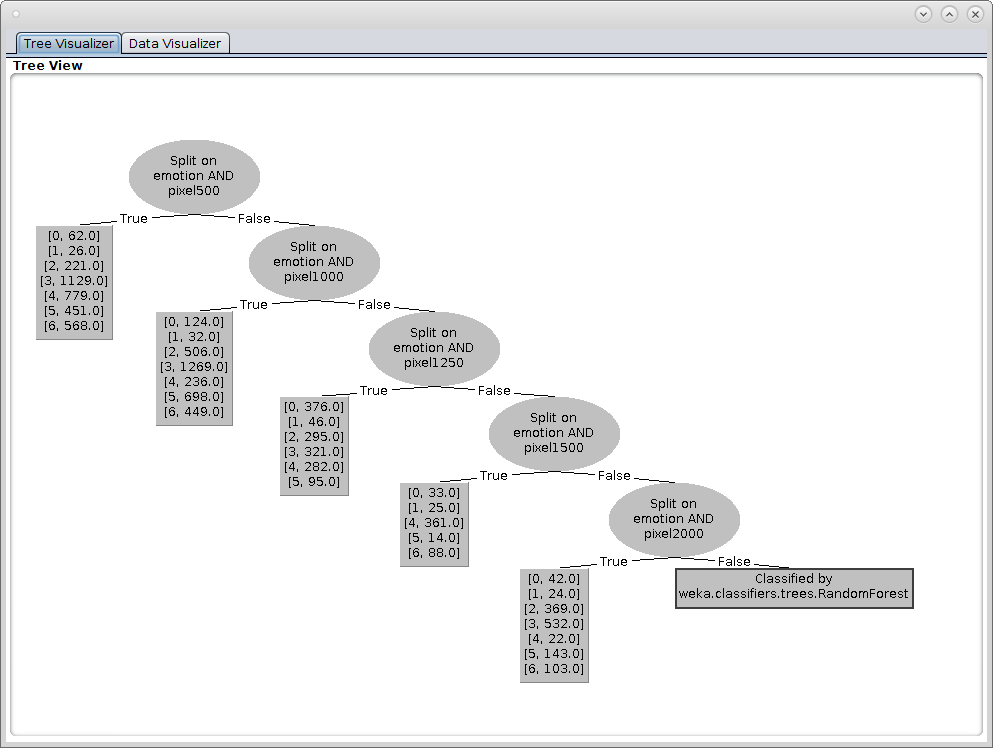 Tree Visualizer
Data Visualizer
Tree View
Split on
emotion AND
pixel500
True
False
[0, 62.0]
[1, 26.0]
[2, 221.0]
[3, 1129.0]
[4, 779.0]
[5, 451.0]
[6, 568.0]
Split on
emotion AND
pixel1000
True
False
[0, 124.0]
[1, 32.0]
[2, 506.0]
[3, 1269.0]
[4, 236.0]
[5, 698.0]
[6, 449.0]
Split on
emotion AND
pixel1250
True
False
[0, 376.0]
[1, 46.0]
[2, 295.0]
[3, 321.0]
[4, 282.0]
[5, 95.0]
Split on
emotion AND
pixel1500
True
False
[0, 33.0]
[1, 25.0]
[4, 361.0]
[5, 14.0]
[6, 88.0]
Split on
emotion AND
pixel2000
True
False
[0, 42.0]
[1, 24.0]
[2, 369.0]
[3, 532.0]
[4, 22.0]
[5, 143.0]
[6, 103.0]
Classified by
weka.classifiers.trees.RandomForest